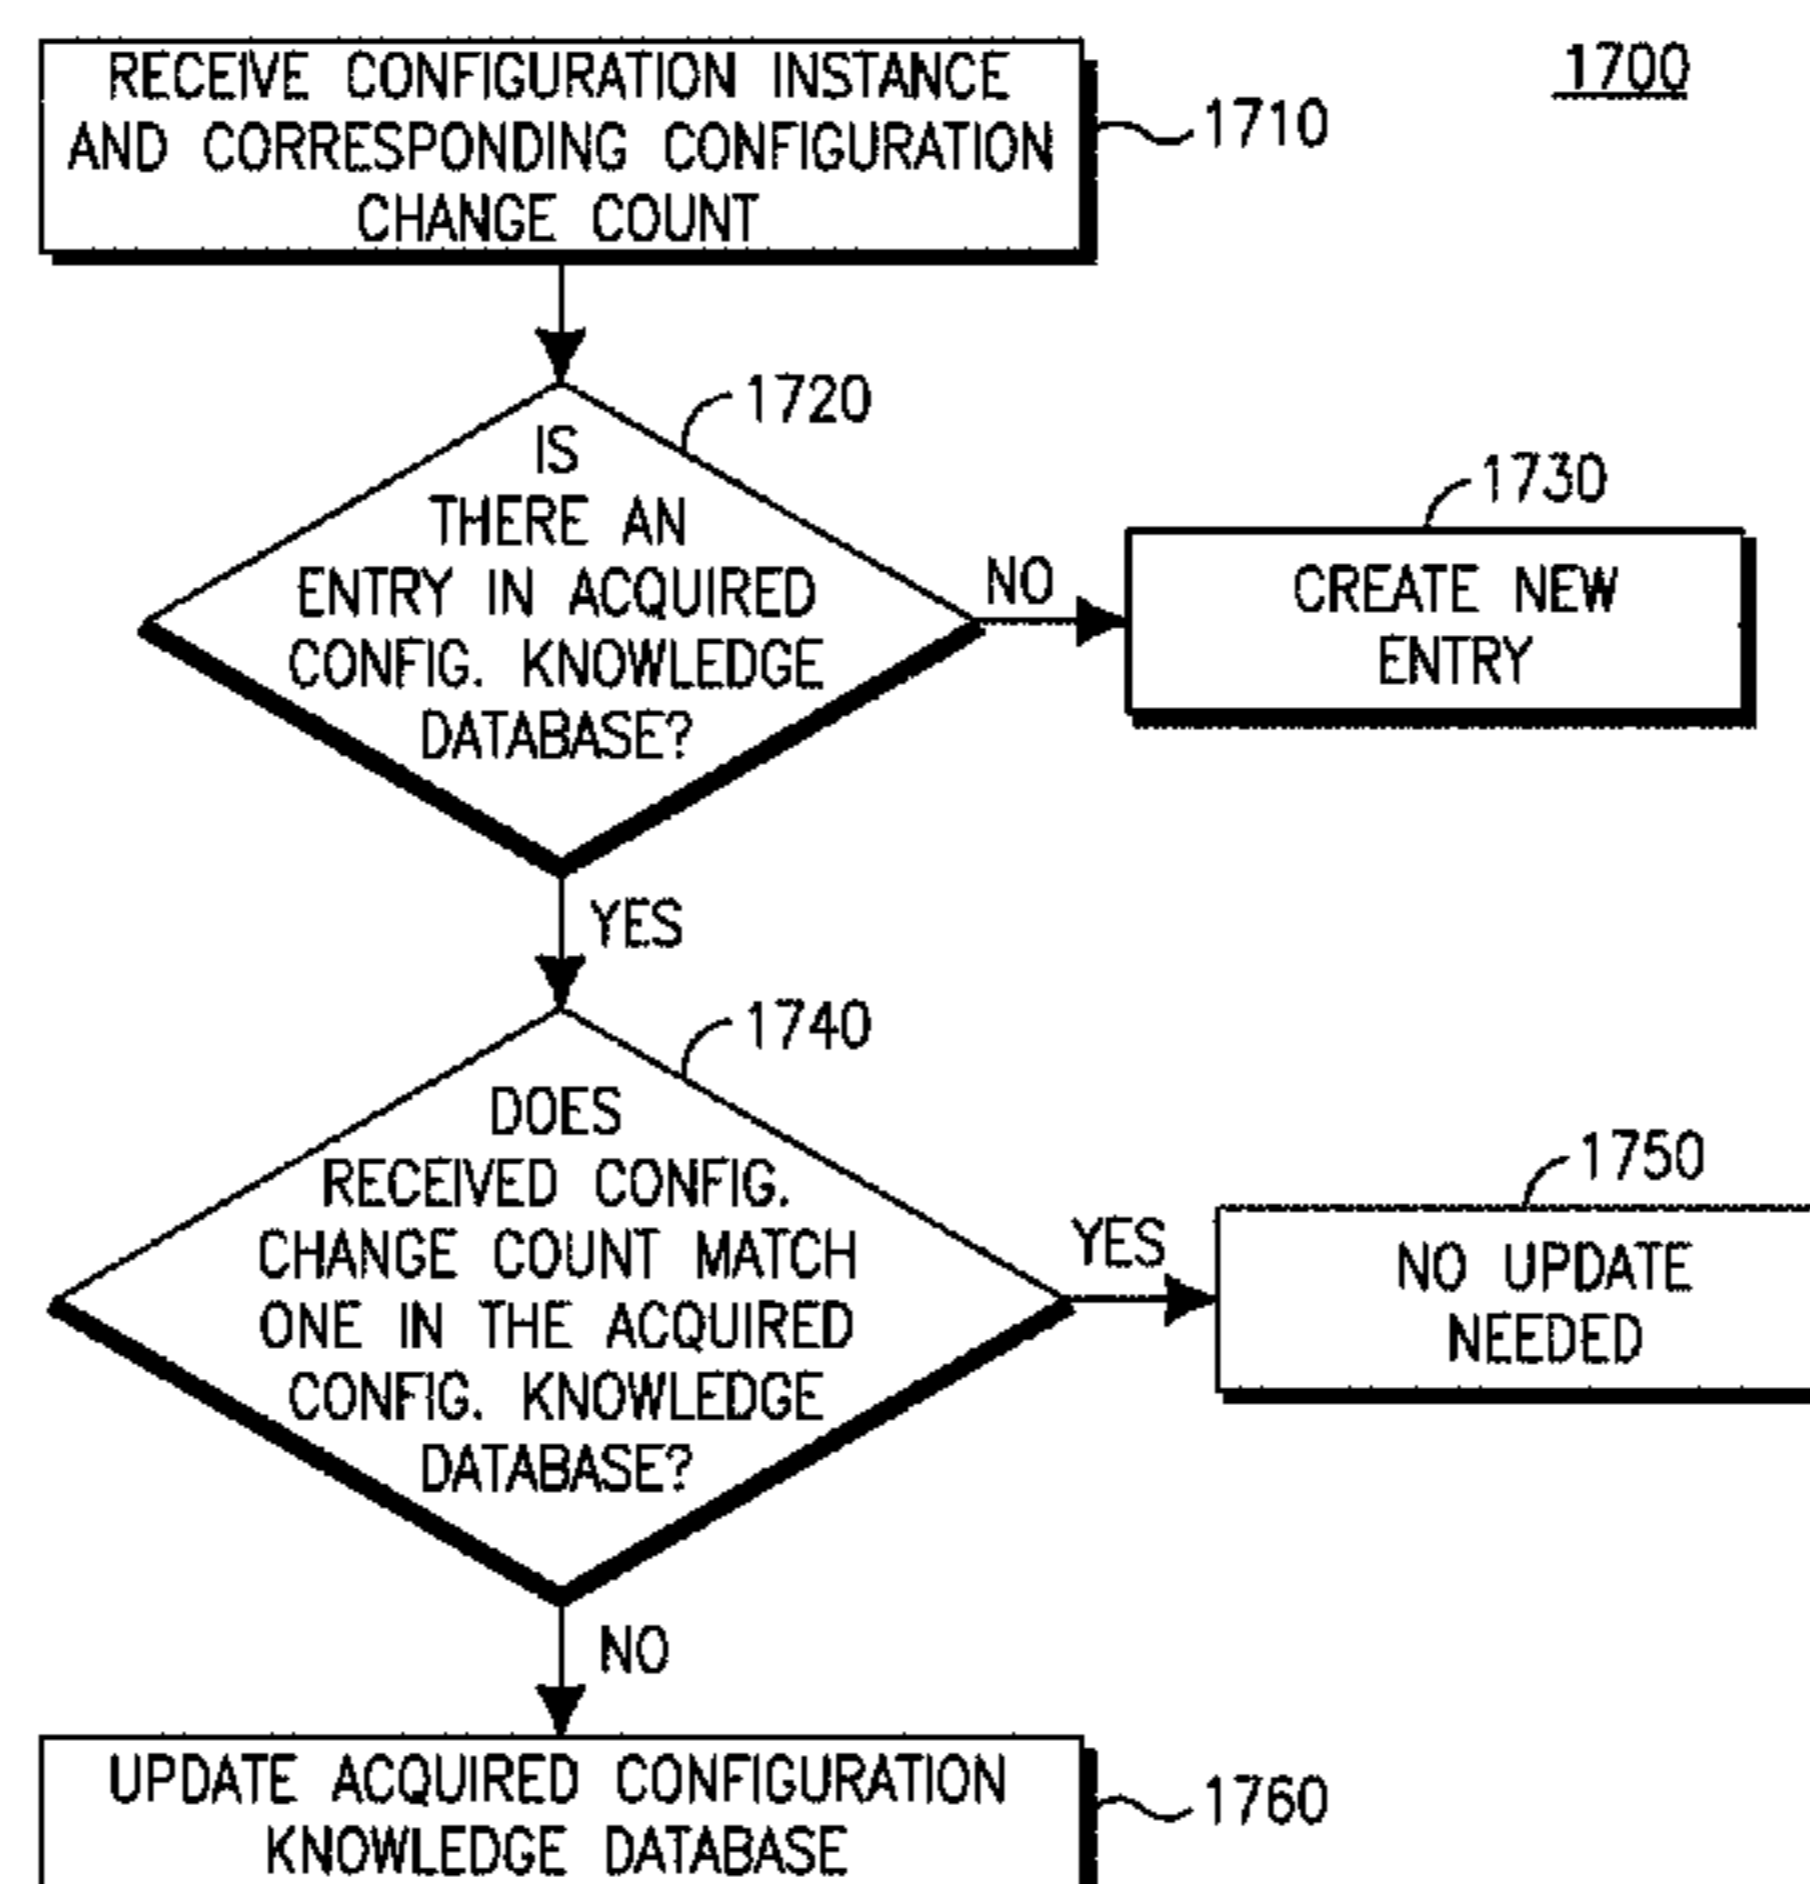 RECEIVE CONFIGURATION INSTANCE
AND CORRESPONDING CONFIGURATION
CHANGE COUNT
1700
1710
IS
THERE AN
ENTRY IN ACQUIRED
CONFIG. KNOWLEDGE
DATABASE?
1720
NO
1730
CREATE NEW
ENTRY
YES
DOES
RECEIVED CONFIG.
CHANGE COUNT MATCH
ONE IN THE ACQUIRED
CONFIG. KNOWLEDGE
DATABASE?
1740
YES
1750
NO UPDATE
NEEDED
NO
UPDATE ACQUIRED CONFIGURATION
KNOWLEDGE DATABASE
1760